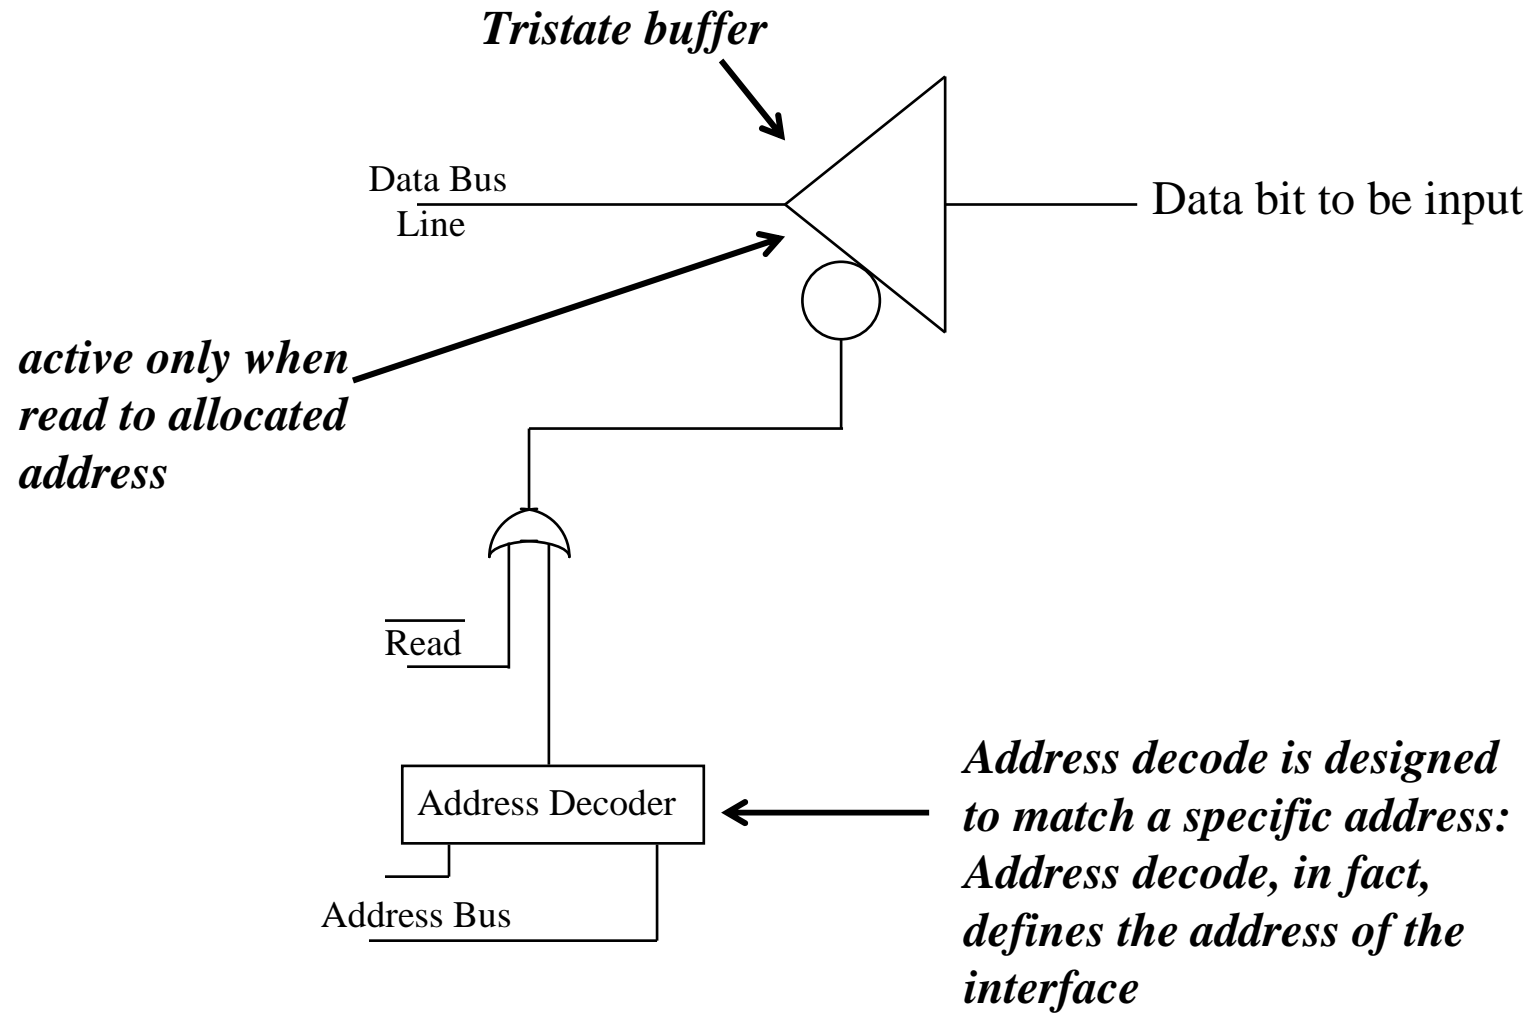 Tristate buffer
Data Bus
Line
Data bit to be input
active only when
read to allocated
address
Read
Address Decoder
Address Bus
Address decode is designed
to match a specific address:
Address decode, in fact,
defines the address of the
interface